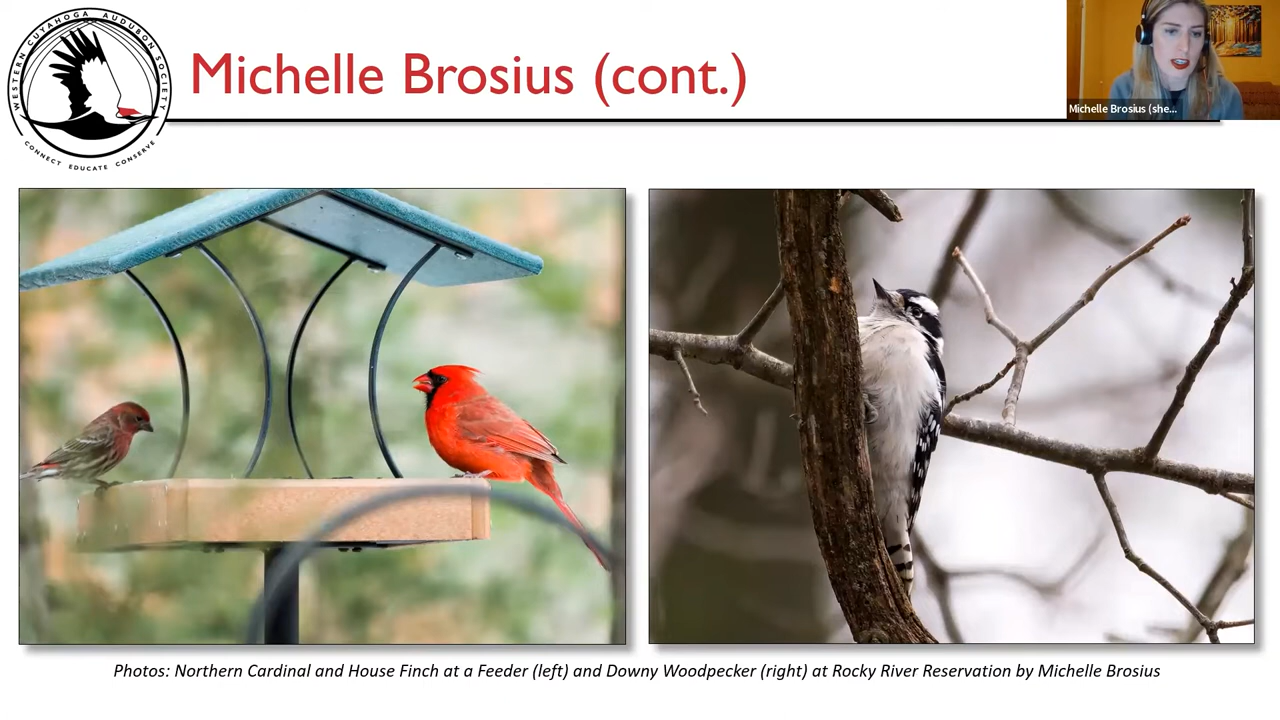 WESTERN CUYAHOGA AUDUBON SOCIETY
CONNECT EDUCATE CONSERVE
Michelle Brosius (cont.)
Michelle Brosius (she...
Photos: Northern Cardinal and House Finch at a Feeder (left) and Downy Woodpecker (right) at Rocky River Reservation by Michelle Brosius